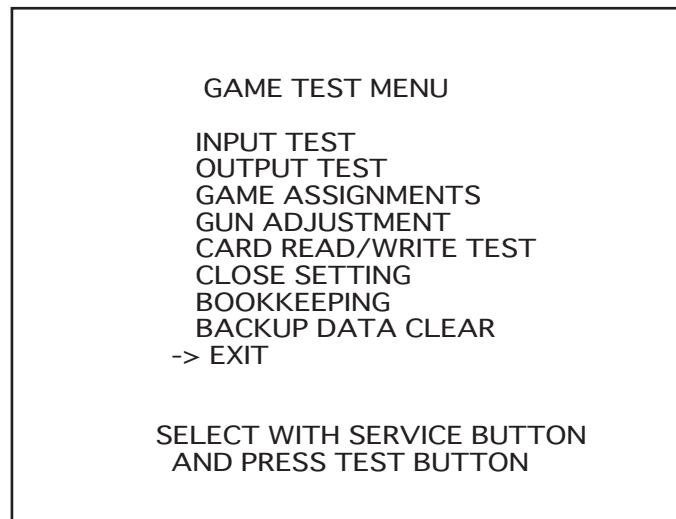 GAME TEST MENU
INPUT TEST
OUTPUT TEST
GAME ASSIGNMENTS
GUN ADJUSTMENT
CARD READ/WRITE TEST
CLOSE SETTING
BOOKKEEPING
BACKUP DATA CLEAR
-> EXIT
SELECT WITH SERVICE BUTTON
AND PRESS TEST BUTTON